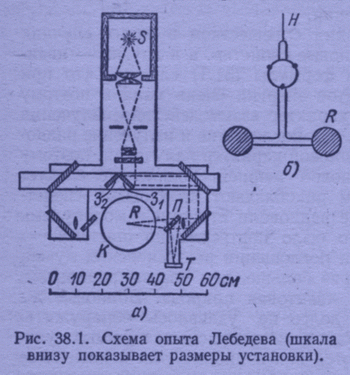 S
H
R
б)
З₂ З₁
П
R
K
T
0 10 20 30 40 50 60 см
а)
Рис. 38.1. Схема опыта Лебедева (шкала
внизу показывает размеры установки).